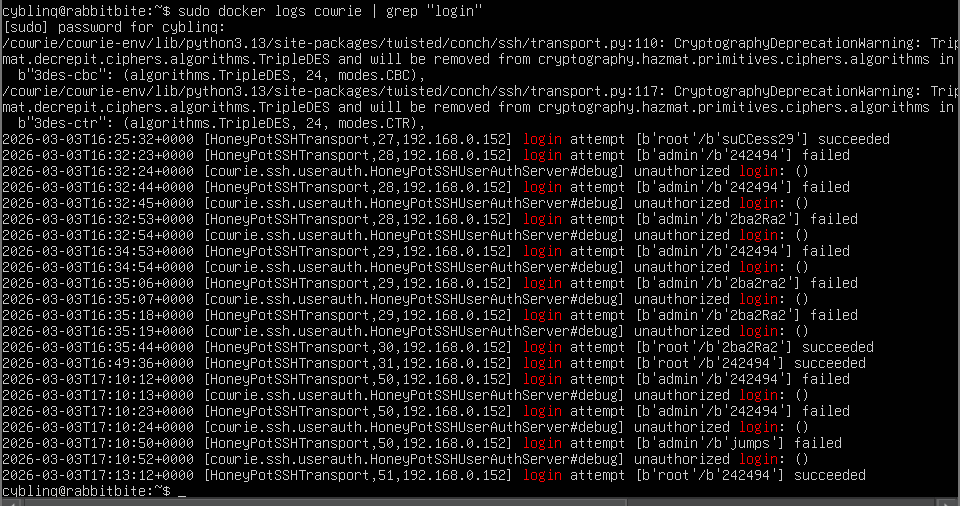 cyblinq@rabbitbite:~$ sudo docker logs cowrie | grep "login"
[sudo] password for cyblinq:
/cowrie/cowrie-env/lib/python3.13/site-packages/twisted/conch/ssh/transport.py:110: CryptographyDeprecationWarning: Trip
mat.decrepit.ciphers.algorithms.TripleDES and will be removed from cryptography.hazmat.primitives.ciphers.algorithms in
b"3des-cbc": (algorithms.TripleDES, 24, modes.CBC),
/cowrie/cowrie-env/lib/python3.13/site-packages/twisted/conch/ssh/transport.py:117: CryptographyDeprecationWarning: Trip
mat.decrepit.ciphers.algorithms.TripleDES and will be removed from cryptography.hazmat.primitives.ciphers.algorithms in
b"3des-ctr": (algorithms.TripleDES, 24, modes.CTR),
2026-03-03T16:25:32+0000 [HoneyPotSSHTransport,27,192.168.0.152] login attempt [b'root'/b'suCCess29'] succeeded
2026-03-03T16:32:23+0000 [HoneyPotSSHTransport,28,192.168.0.152] login attempt [b'admin'/b'242494'] failed
2026-03-03T16:32:24+0000 [cowrie.ssh.userauth.HoneyPotSSHUserAuthServer#debug] unauthorized login: ()
2026-03-03T16:32:44+0000 [HoneyPotSSHTransport,28,192.168.0.152] login attempt [b'admin'/b'242494'] failed
2026-03-03T16:32:45+0000 [cowrie.ssh.userauth.HoneyPotSSHUserAuthServer#debug] unauthorized login: ()
2026-03-03T16:32:53+0000 [HoneyPotSSHTransport,28,192.168.0.152] login attempt [b'admin'/b'2ba2Ra2'] failed
2026-03-03T16:32:54+0000 [cowrie.ssh.userauth.HoneyPotSSHUserAuthServer#debug] unauthorized login: ()
2026-03-03T16:34:53+0000 [HoneyPotSSHTransport,29,192.168.0.152] login attempt [b'admin'/b'242494'] failed
2026-03-03T16:34:54+0000 [cowrie.ssh.userauth.HoneyPotSSHUserAuthServer#debug] unauthorized login: ()
2026-03-03T16:35:06+0000 [HoneyPotSSHTransport,29,192.168.0.152] login attempt [b'admin'/b'2ba2ra2'] failed
2026-03-03T16:35:07+0000 [cowrie.ssh.userauth.HoneyPotSSHUserAuthServer#debug] unauthorized login: ()
2026-03-03T16:35:18+0000 [HoneyPotSSHTransport,29,192.168.0.152] login attempt [b'admin'/b'2ba2Ra2'] failed
2026-03-03T16:35:19+0000 [cowrie.ssh.userauth.HoneyPotSSHUserAuthServer#debug] unauthorized login: ()
2026-03-03T16:35:44+0000 [HoneyPotSSHTransport,30,192.168.0.152] login attempt [b'root'/b'2ba2Ra2'] succeeded
2026-03-03T16:49:36+0000 [HoneyPotSSHTransport,31,192.168.0.152] login attempt [b'root'/b'242494'] succeeded
2026-03-03T17:10:12+0000 [HoneyPotSSHTransport,50,192.168.0.152] login attempt [b'admin'/b'242494'] failed
2026-03-03T17:10:13+0000 [cowrie.ssh.userauth.HoneyPotSSHUserAuthServer#debug] unauthorized login: ()
2026-03-03T17:10:23+0000 [HoneyPotSSHTransport,50,192.168.0.152] login attempt [b'admin'/b'242494'] failed
2026-03-03T17:10:24+0000 [cowrie.ssh.userauth.HoneyPotSSHUserAuthServer#debug] unauthorized login: ()
2026-03-03T17:10:50+0000 [HoneyPotSSHTransport,50,192.168.0.152] login attempt [b'admin'/b'jumps'] failed
2026-03-03T17:10:52+0000 [cowrie.ssh.userauth.HoneyPotSSHUserAuthServer#debug] unauthorized login: ()
2026-03-03T17:13:12+0000 [HoneyPotSSHTransport,51,192.168.0.152] login attempt [b'root'/b'242494'] succeeded
cyblinq@rabbitbite:~$ _